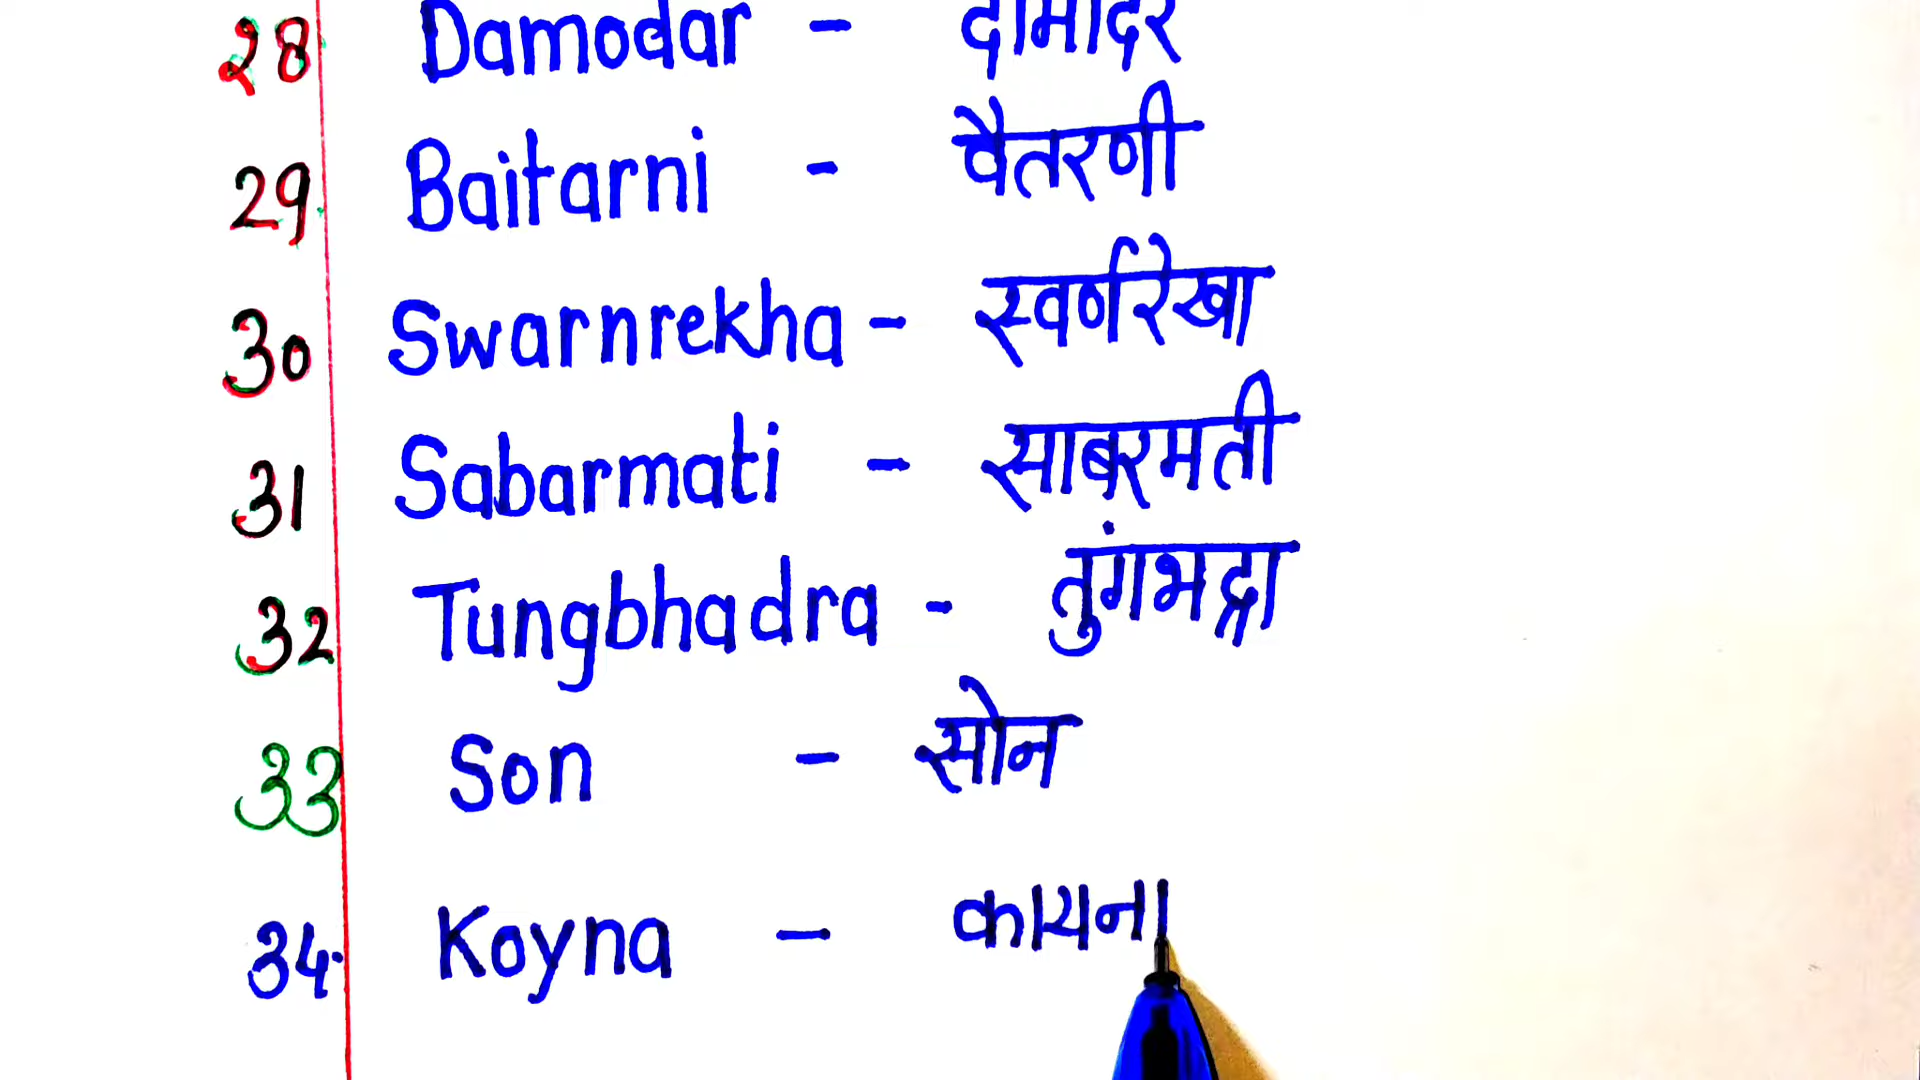 28 Damodar - दामोदर
29 Baitarni - वैतरणी
30 Swarnrekha - स्वर्णरेखा
31 Sabarmati - साबरमती
32 Tungbhadra - तुंगभद्रा
33 Son - सोन
34. Koyna - कायना